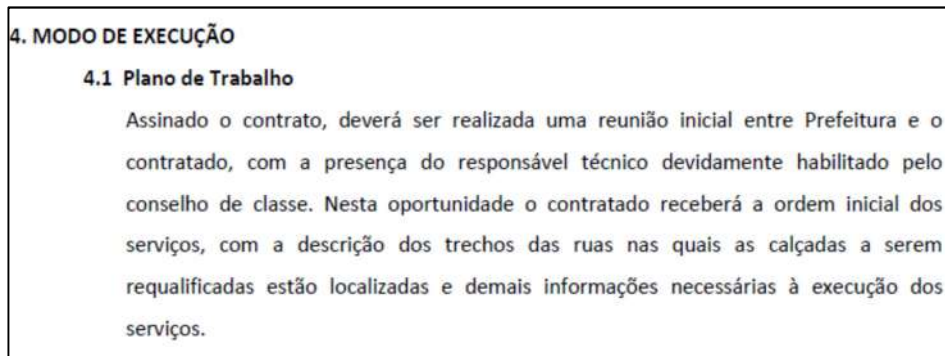 4. MODO DE EXECUÇÃO
4.1 Plano de Trabalho
Assinado o contrato, deverá ser realizada uma reunião inicial entre Prefeitura e o
contratado, com a presença do responsável técnico devidamente habilitado pelo
conselho de classe. Nesta oportunidade o contratado receberá a ordem inicial dos
serviços, com a descrição dos trechos das ruas nas quais as calçadas a serem
requalificadas estão localizadas e demais informações necessárias à execução dos
serviços.